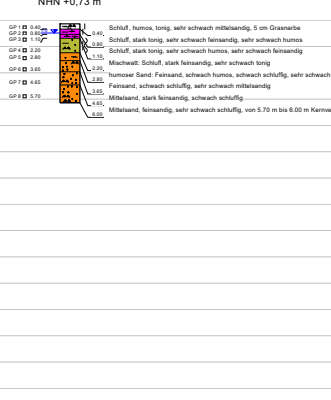 NHN +0,73 m
GP 1 0.40
GP 2 0.80
GP 3 1.10
GP 4 2.20
GP 5 2.80
GP 6 3.65
GP 7 4.65
GP 8 5.70
0.40
Schluff, humos, tonig, sehr schwach mittelsandig, 5 cm Grasnarbe
0.80
Schluff, stark tonig, sehr schwach feinsandig, sehr schwach humos
1.10
Schluff, stark tonig, sehr schwach humos, sehr schwach feinsandig
2.20
Mischwatt: Schluff, stark feinsandig, sehr schwach tonig
2.80
humoser Sand: Feinsand, schwach humos, schwach schluffig, sehr schwach
3.65
Feinsand, schwach schluffig, sehr schwach mittelsandig
4.65
Mittelsand, stark feinsandig, schwach schluffig
6.00
Mittelsand, feinsandig, sehr schwach schluffig, von 5.70 m bis 6.00 m Kernve